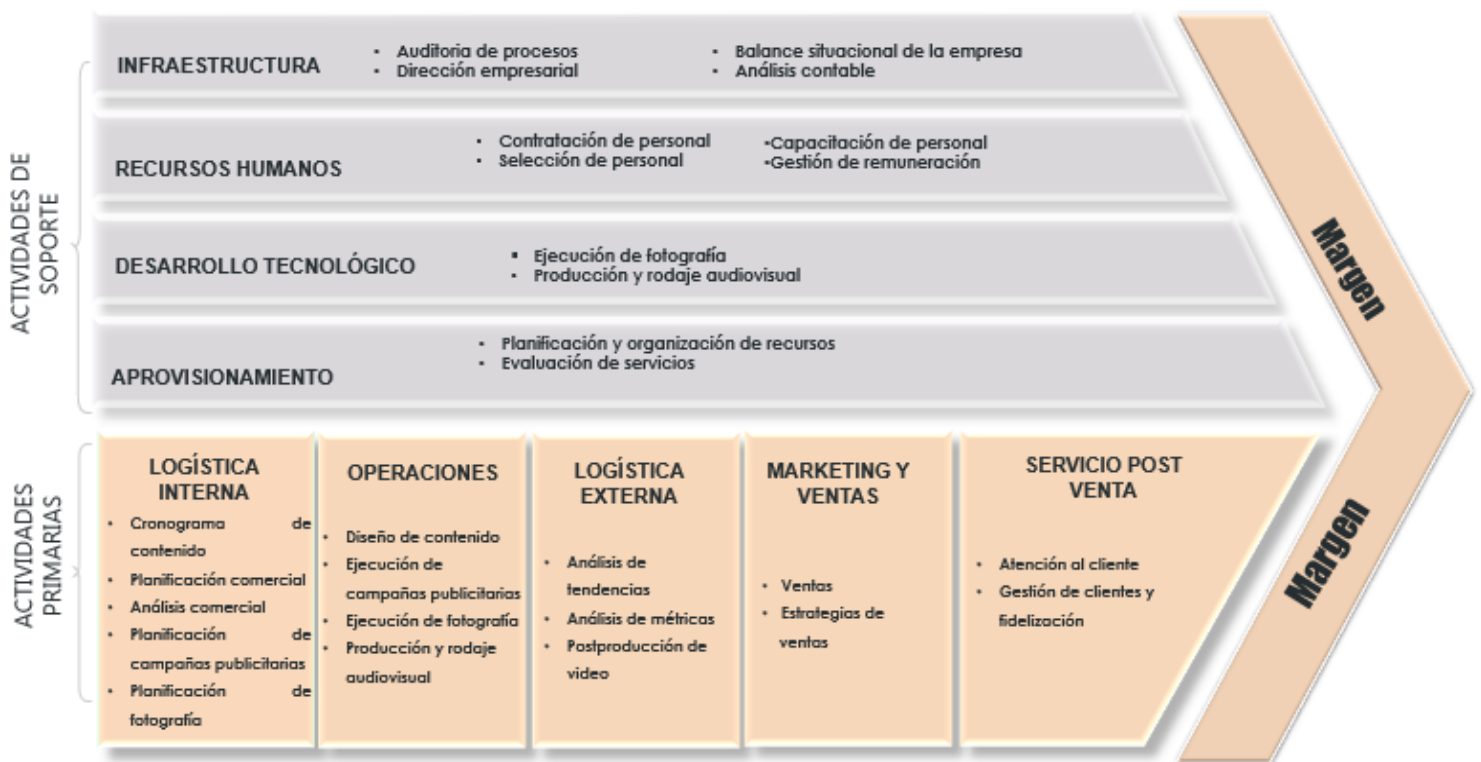 ACTIVIDADES DE
SOPORTE
INFRAESTRUCTURA
• Auditoria de procesos
• Dirección empresarial
• Balance situacional de la empresa
• Análisis contable
RECURSOS HUMANOS
• Contratación de personal
• Selección de personal
•Capacitación de personal
•Gestión de remuneración
DESARROLLO TECNOLÓGICO
▪ Ejecución de fotografía
• Producción y rodaje audiovisual
APROVISIONAMIENTO
• Planificación y organización de recursos
• Evaluación de servicios
ACTIVIDADES
PRIMARIAS
LOGÍSTICA
INTERNA
• Cronograma de
contenido
• Planificación comercial
• Análisis comercial
• Planificación de
campañas publicitarias
• Planificación de
fotografía
OPERACIONES
• Diseño de contenido
• Ejecución de
campañas publicitarias
• Ejecución de fotografía
• Producción y rodaje
audiovisual
LOGÍSTICA
EXTERNA
• Análisis de
tendencias
• Análisis de métricas
• Postproducción de
video
MARKETING Y
VENTAS
• Ventas
• Estrategias de
ventas
SERVICIO POST
VENTA
• Atención al cliente
• Gestión de clientes y
fidelización
Margen
Margen